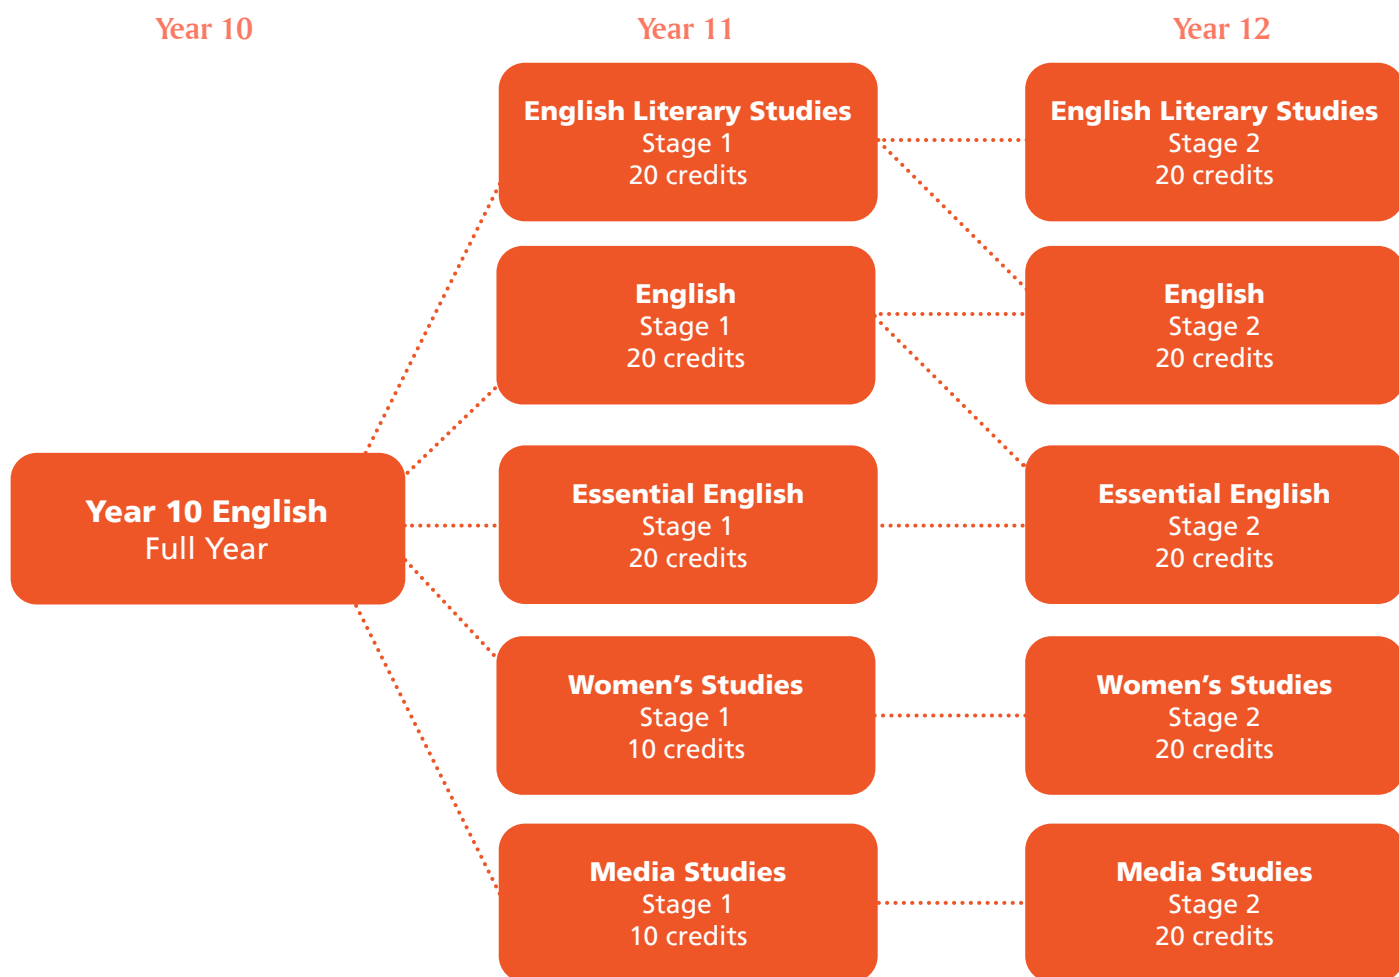 Year 10
Year 11
Year 12
English Literary Studies
Stage 1
20 credits
English Literary Studies
Stage 2
20 credits
English
Stage 1
20 credits
English
Stage 2
20 credits
Year 10 English
Full Year
Essential English
Stage 1
20 credits
Essential English
Stage 2
20 credits
Women’s Studies
Stage 1
10 credits
Women’s Studies
Stage 2
20 credits
Media Studies
Stage 1
10 credits
Media Studies
Stage 2
20 credits